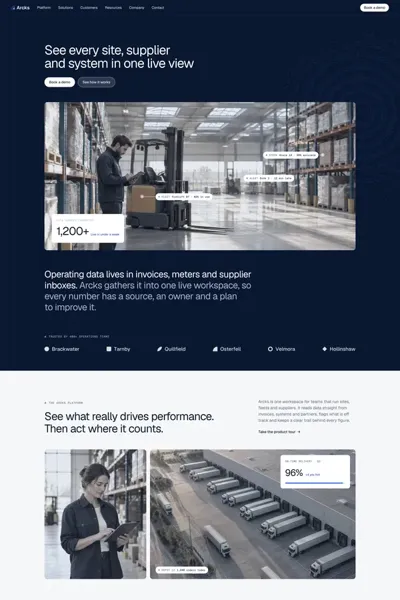 Arcks
Platform
Solutions
Customers
Resources
Company
Contact
Book a demo
See every site, supplier
and system in one live view
Book a demo
See how it works
1,200+
Operating data lives in invoices, meters and supplier
inboxes. Arcks gathers it into one live workspace, so
every number has a source, an owner and a plan
to improve it.
Brackwater
Tarnby
Quillfield
Osterfell
Velmora
Hollinshaw
THE ARCKS PLATFORM
See what really drives performance.
Then act where it counts.
Arcks is one workspace for teams that run sites,
fleets and suppliers. It reads data straight from
invoices, systems and partners, flags what is off
track and keeps a clear trail behind every figure.
Take the product tour →
96%